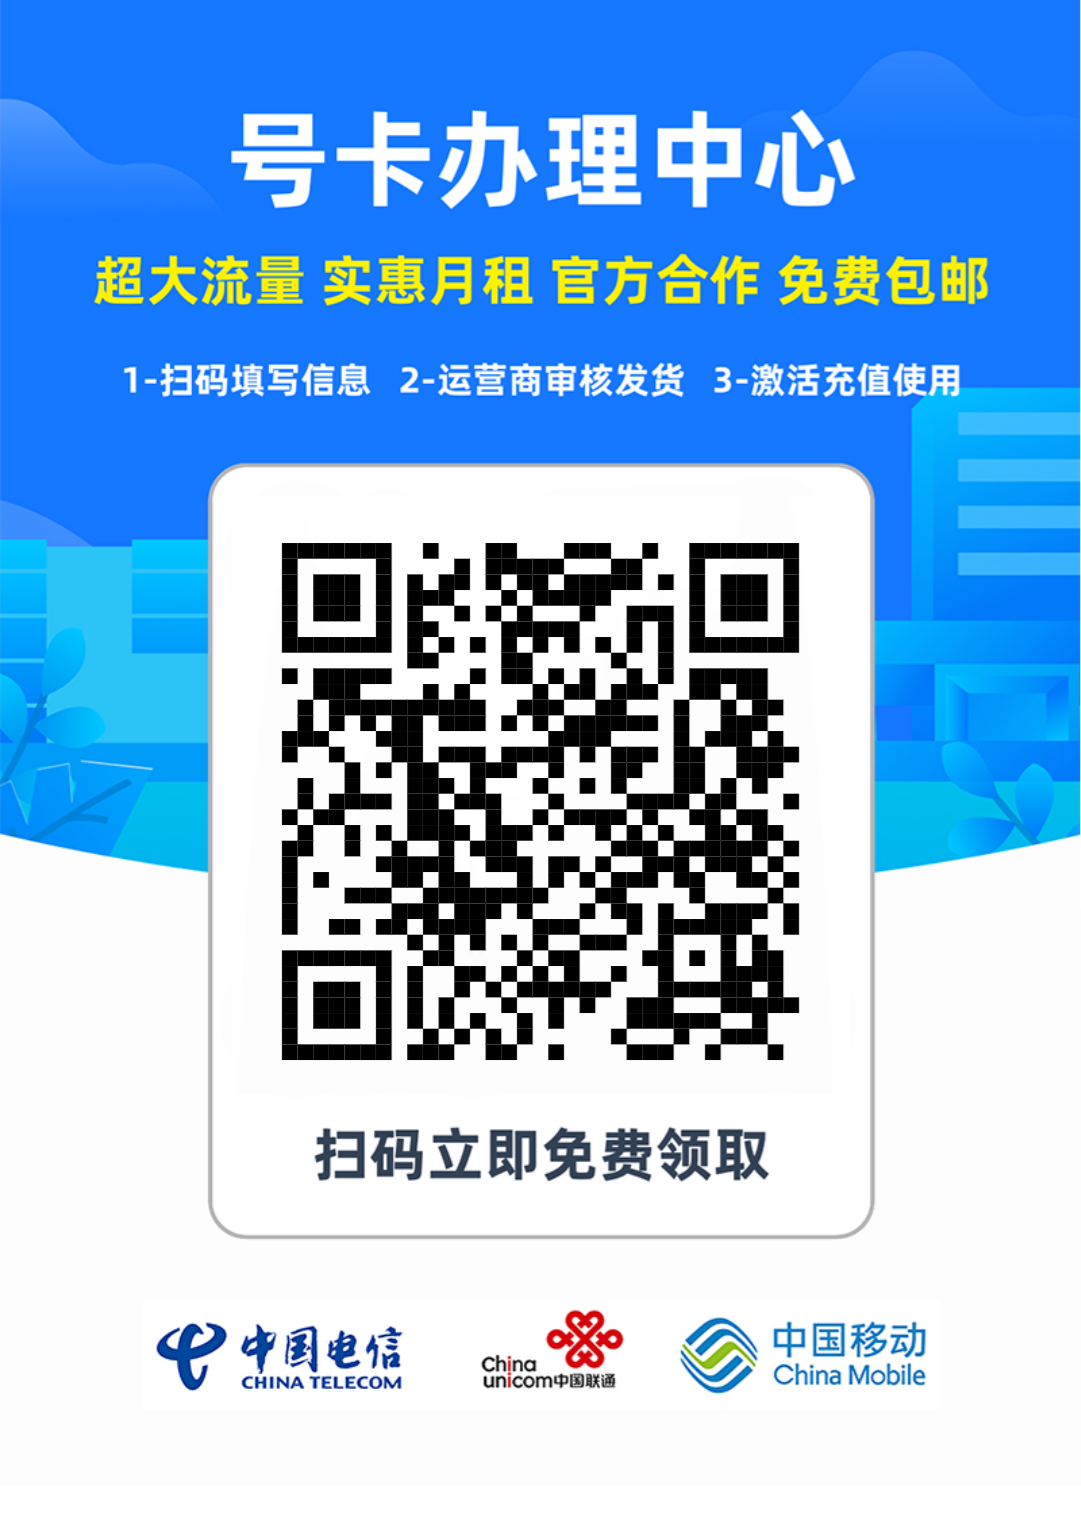 号卡办理中心
超大流量 实惠月租 官方合作 免费包邮
1-扫码填写信息 2-运营商审核发货 3-激活充值使用
扫码立即免费领取
中国电信
CHINA TELECOM
China
unicom中国联通
中国移动
China Mobile